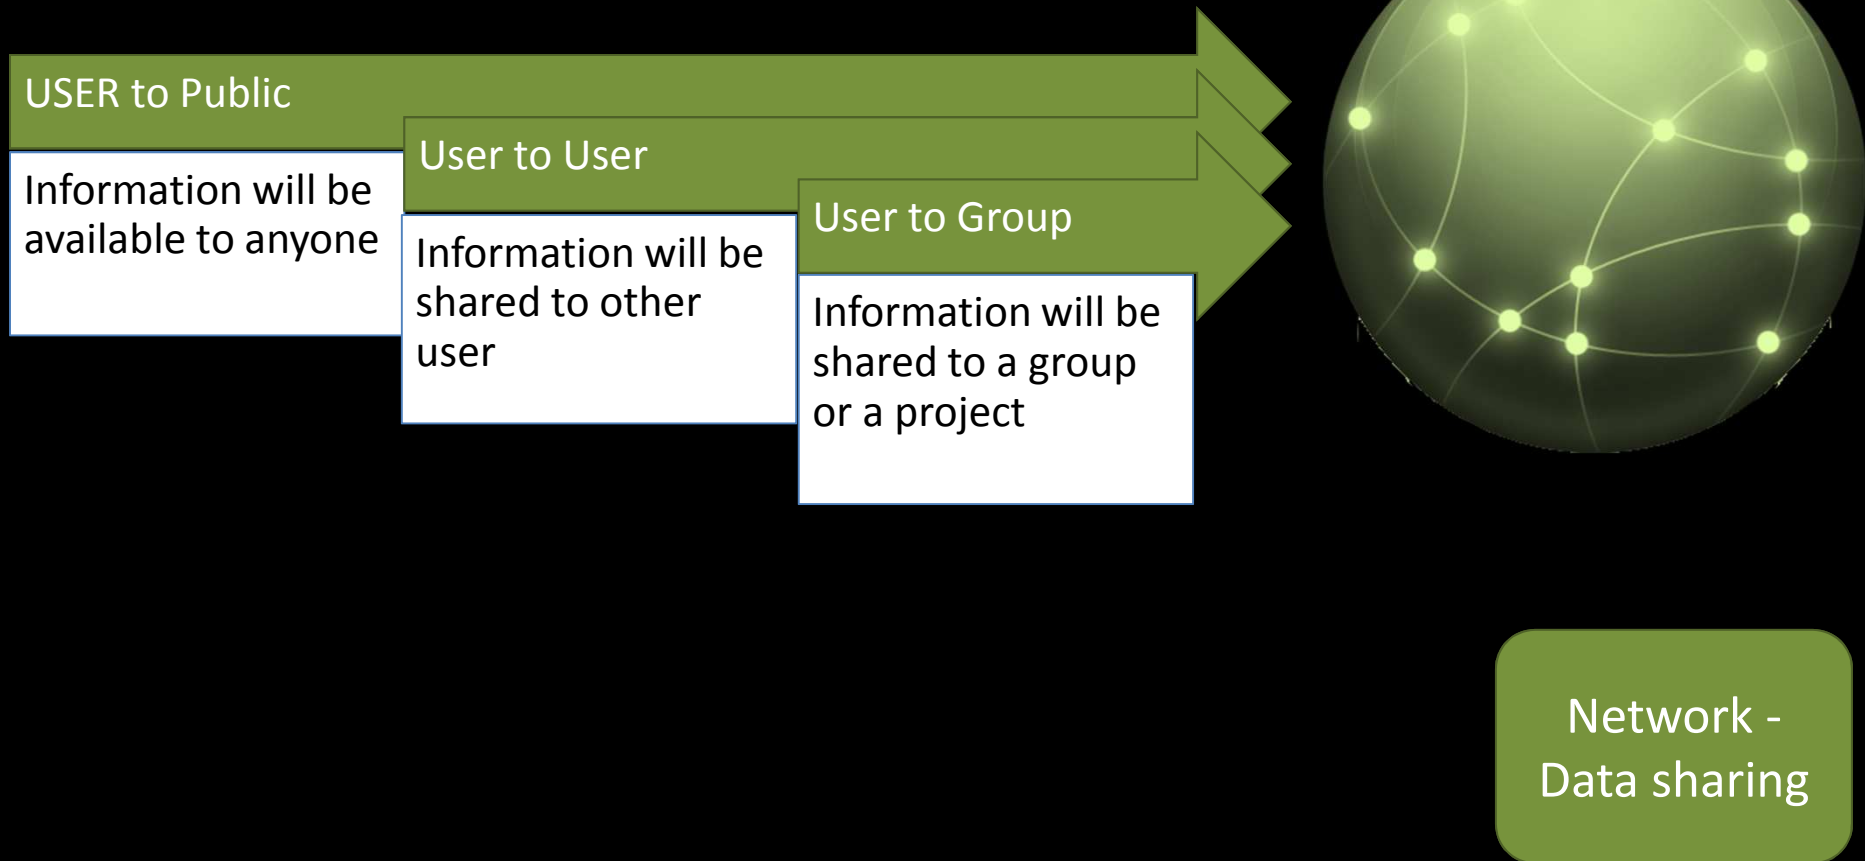 USER to Public
Information will be
available to anyone
User to User
Information will be
shared to other
user
User to Group
Information will be
shared to a group
or a project
Network -
Data sharing